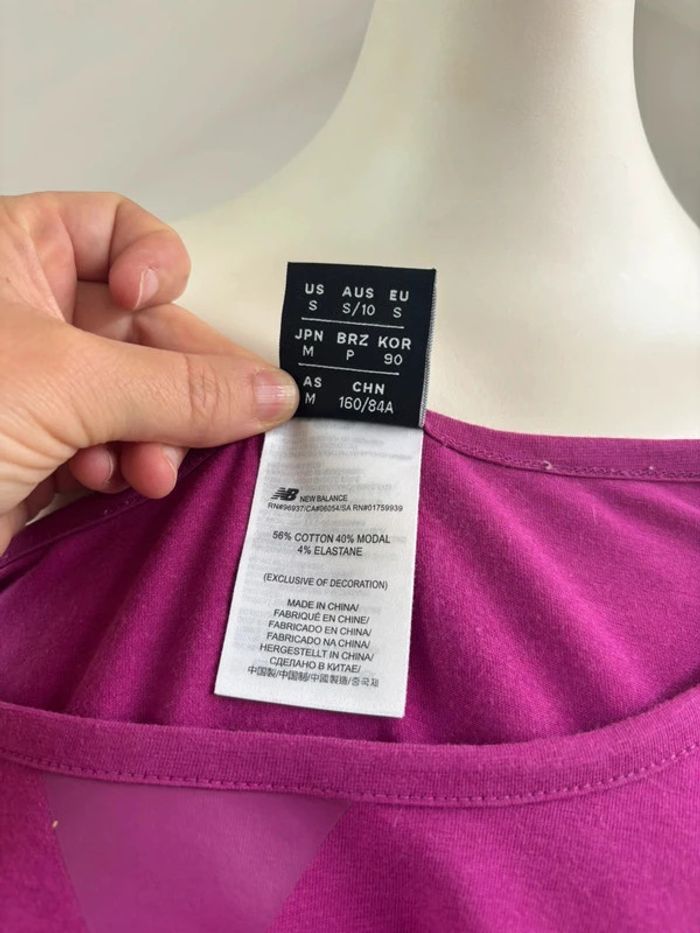 US AUS EU
S S/10 S
JPN BRZ KOR
M P 90
AS CHN
M 160/84A
NB NEW BALANCE
RN#96937/CA#06054/SA RN#01759939
56% COTTON 40% MODAL
4% ELASTANE
(EXCLUSIVE OF DECORATION)
MADE IN CHINA/
FABRIQUÉ EN CHINE/
FABRICADO EN CHINA/
FABRICADO NA CHINA/
HERGESTELLT IN CHINA/
СДЕЛАНО В КИТАЕ/
中国製/中国制/中國製造/중국제